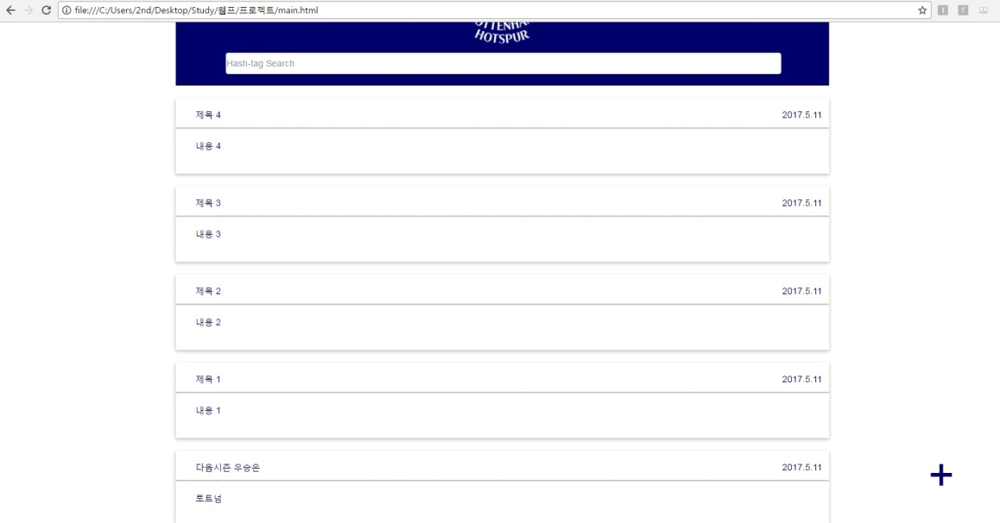 file:///C:/Users/2nd/Desktop/Study/웹프/프로젝트/main.html
HOTSPUR
Hash-tag Search
제목 4 2017.5.11
내용 4
제목 3 2017.5.11
내용 3
제목 2 2017.5.11
내용 2
제목 1 2017.5.11
내용 1
다음시즌 우승은 2017.5.11
토트넘